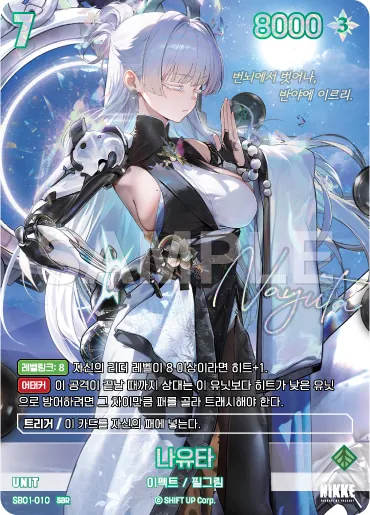 7
8000 3
번뇌에서 벗어나,
반야에 이르리.
SAMPLE
Nayuta
레벨링크: 8 자신의 리더 레벨이 8 이상이라면 히트+1.
어태커 이 공격이 끝날 때까지 상대는 이 유닛보다 히트가 낮은 유닛
으로 방어하려면 그 차이만큼 패를 골라 트래시해야 한다.
트리거 / 이 카드를 자신의 패에 넣는다.
나유타
UNIT
이펙트 / 필그림
NIKKE
SB01-010 SBR
© SHIFT UP Corp.